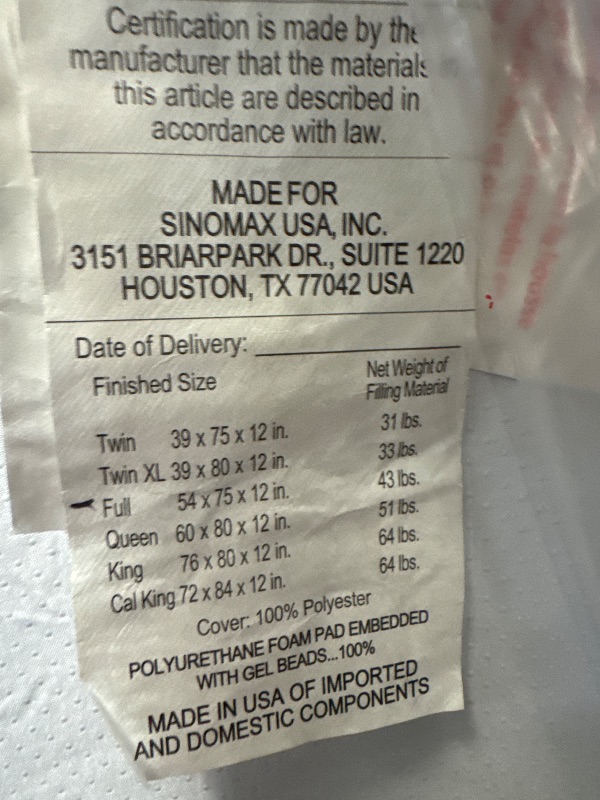 Certification is made by the
manufacturer that the materials
this article are described in
accordance with law.
MADE FOR
SINOMAX USA, INC.
3151 BRIARPARK DR., SUITE 1220
HOUSTON, TX 77042 USA
Date of Delivery:
Finished Size Net Weight of
Filling Material
Twin 39 x 75 x 12 in. 31 lbs.
Twin XL 39 x 80 x 12 in. 33 lbs.
Full 54 x 75 x 12 in. 43 lbs.
Queen 60 x 80 x 12 in. 51 lbs.
King 76 x 80 x 12 in. 64 lbs.
Cal King 72 x 84 x 12 in. 64 lbs.
Cover: 100% Polyester
POLYURETHANE FOAM PAD EMBEDDED
WITH GEL BEADS...100%
MADE IN USA OF IMPORTED
AND DOMESTIC COMPONENTS